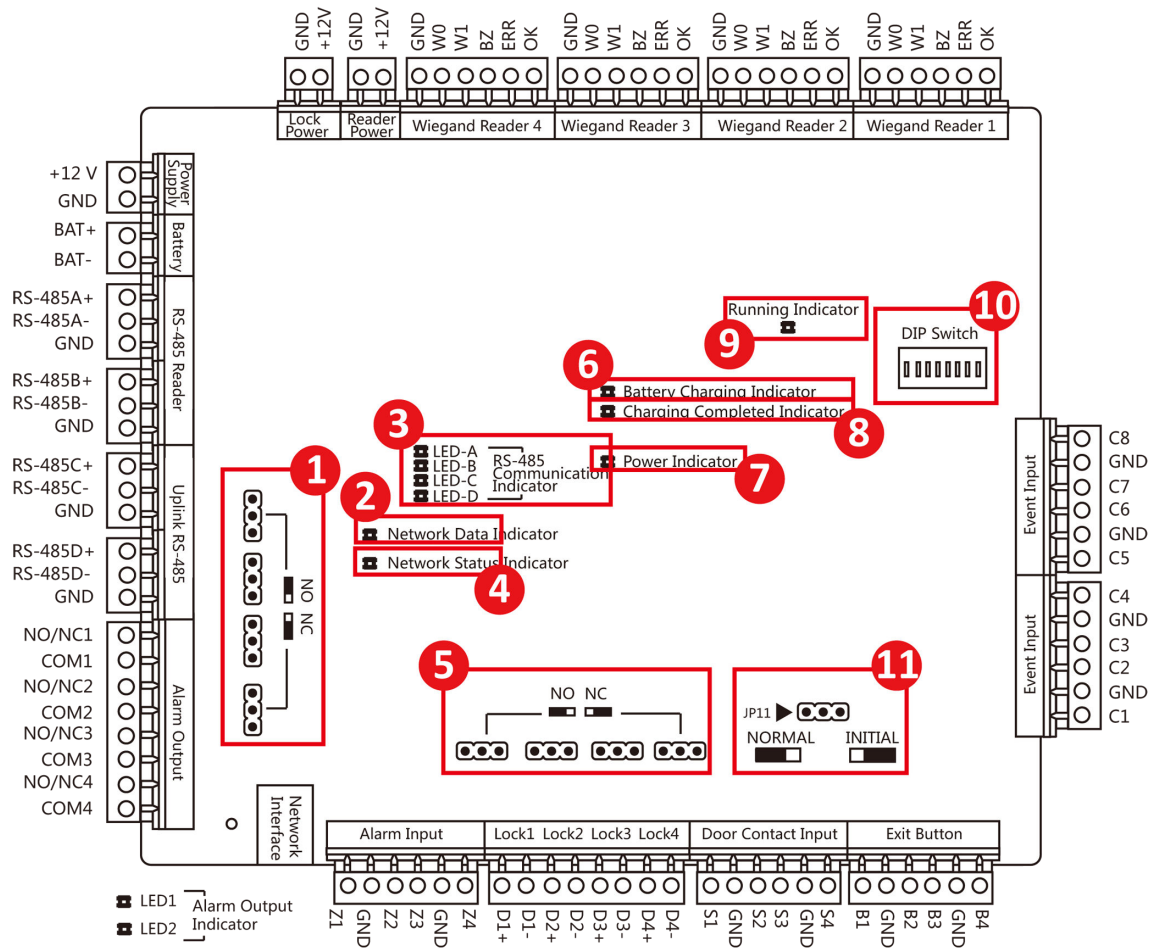 GND +12V GND +12V GND W0 W1 BZ ERR OK GND W0 W1 BZ ERR OK GND W0 W1 BZ ERR OK GND W0 W1 BZ ERR OK
Lock
Power
Reader
Power
Wiegand Reader 4
Wiegand Reader 3
Wiegand Reader 2
Wiegand Reader 1
+12 V
GND
Power
Supply
BAT+
BAT-
Battery
RS-485A+
RS-485A-
GND
RS-485B+
RS-485B-
GND
RS-485 Reader
RS-485C+
RS-485C-
GND
RS-485D+
RS-485D-
GND
Uplink RS-485
NO/NC1
COM1
NO/NC2
COM2
NO/NC3
COM3
NO/NC4
COM4
Alarm Output
1
NO NC
2
Network Data Indicator
3
LED-A
LED-B
LED-C
LED-D
RS-485
Communication
Indicator
4
Network Status Indicator
5
NO NC
6
Battery Charging Indicator
7
Power Indicator
8
Charging Completed Indicator
9
Running Indicator
10
DIP Switch
11
JP11
NORMAL INITIAL
C8
GND
C7
C6
GND
C5
Event Input
C4
GND
C3
C2
GND
C1
Event Input
Network
Interface
Alarm Input
Lock1 Lock2 Lock3 Lock4
Door Contact Input
Exit Button
Z1 GND Z2 Z3 GND Z4 D1+ D1- D2+ D2- D3+ D3- D4+ D4- S1 GND S2 S3 GND S4 B1 GND B2 B3 GND B4
LED1
LED2
Alarm Output
Indicator